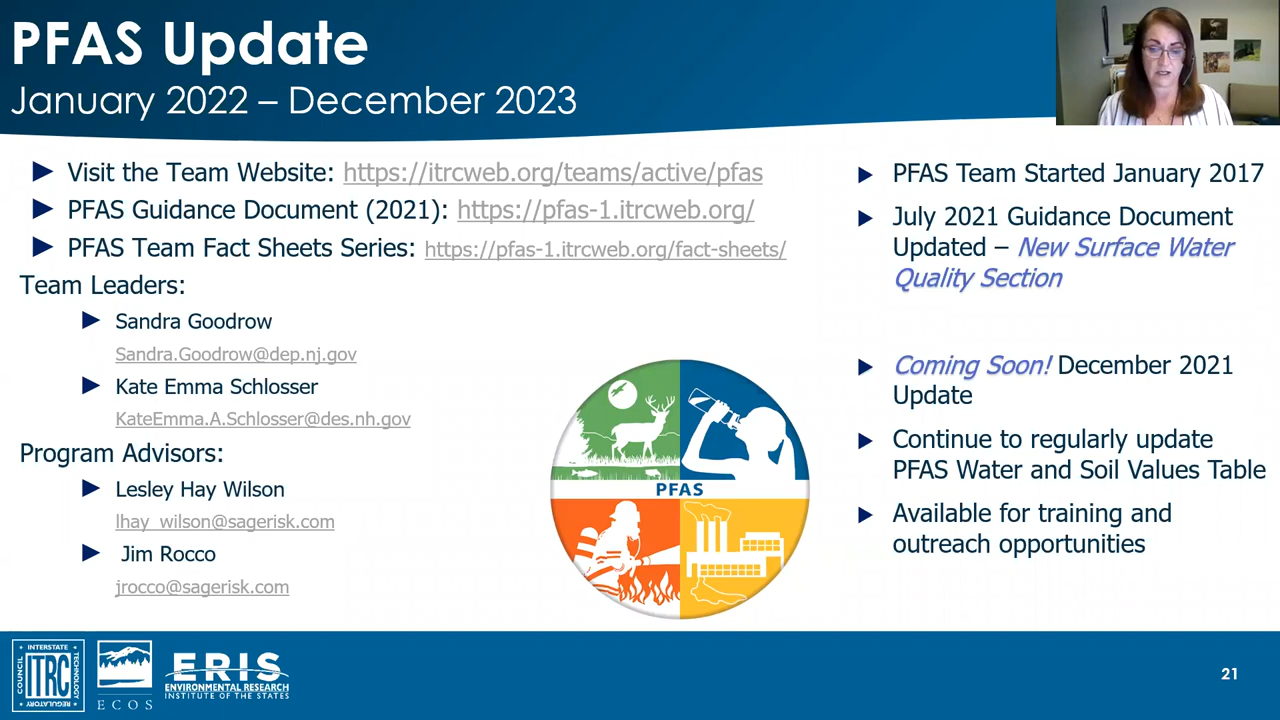 PFAS Update
January 2022 – December 2023
Visit the Team Website: https://itrcweb.org/teams/active/pfas
PFAS Guidance Document (2021): https://pfas-1.itrcweb.org/
PFAS Team Fact Sheets Series: https://pfas-1.itrcweb.org/fact-sheets/
Team Leaders:
Sandra Goodrow
Sandra.Goodrow@dep.nj.gov
Kate Emma Schlosser
KateEmma.A.Schlosser@des.nh.gov
Program Advisors:
Lesley Hay Wilson
lhay_wilson@sagerisk.com
Jim Rocco
jrocco@sagerisk.com
PFAS
PFAS Team Started January 2017
July 2021 Guidance Document
Updated – New Surface Water
Quality Section
Coming Soon! December 2021
Update
Continue to regularly update
PFAS Water and Soil Values Table
Available for training and
outreach opportunities
INTERSTATE
COUNCIL
ITRC
TECHNOLOGY
REGULATORY
ECOS
ERIS
ENVIRONMENTAL RESEARCH
INSTITUTE OF THE STATES
21